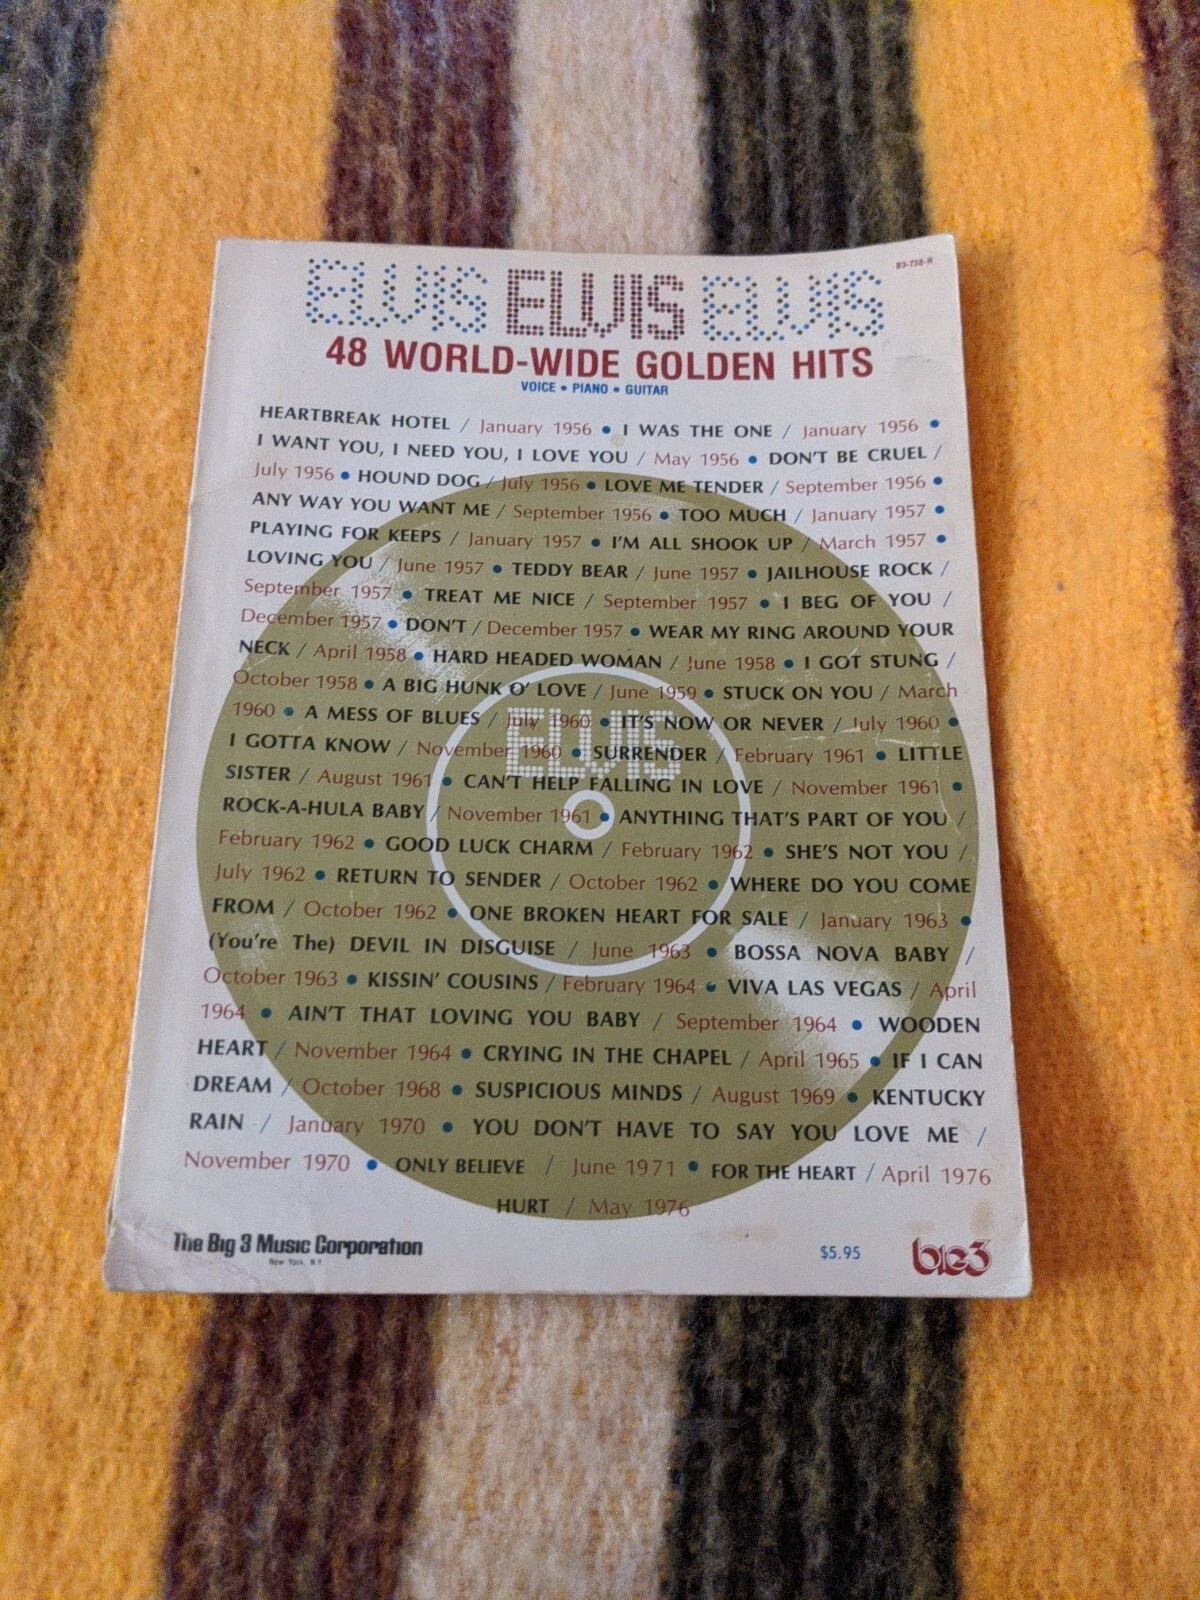 ELVIS ELVIS ELVIS
B3-738-R
48 WORLD-WIDE GOLDEN HITS
VOICE • PIANO • GUITAR
HEARTBREAK HOTEL / January 1956 • I WAS THE ONE / January 1956 •
I WANT YOU, I NEED YOU, I LOVE YOU / May 1956 • DON'T BE CRUEL /
July 1956 • HOUND DOG / July 1956 • LOVE ME TENDER / September 1956 •
ANY WAY YOU WANT ME / September 1956 • TOO MUCH / January 1957 •
PLAYING FOR KEEPS / January 1957 • I'M ALL SHOOK UP / March 1957 •
LOVING YOU / June 1957 • TEDDY BEAR / June 1957 • JAILHOUSE ROCK /
September 1957 • TREAT ME NICE / September 1957 • I BEG OF YOU /
December 1957 • DON'T / December 1957 • WEAR MY RING AROUND YOUR
NECK / April 1958 • HARD HEADED WOMAN / June 1958 • I GOT STUNG /
October 1958 • A BIG HUNK O' LOVE / June 1959 • STUCK ON YOU / March
1960 • A MESS OF BLUES / July 1960 • IT'S NOW OR NEVER / July 1960 •
ELVIS
I GOTTA KNOW / November 1960 • SURRENDER / February 1961 • LITTLE
SISTER / August 1961 • CAN'T HELP FALLING IN LOVE / November 1961 •
ROCK-A-HULA BABY / November 1961 • ANYTHING THAT'S PART OF YOU /
February 1962 • GOOD LUCK CHARM / February 1962 • SHE'S NOT YOU /
July 1962 • RETURN TO SENDER / October 1962 • WHERE DO YOU COME
FROM / October 1962 • ONE BROKEN HEART FOR SALE / January 1963 •
(You're The) DEVIL IN DISGUISE / June 1963 • BOSSA NOVA BABY /
October 1963 • KISSIN' COUSINS / February 1964 • VIVA LAS VEGAS / April
1964 • AIN'T THAT LOVING YOU BABY / September 1964 • WOODEN
HEART / November 1964 • CRYING IN THE CHAPEL / April 1965 • IF I CAN
DREAM / October 1968 • SUSPICIOUS MINDS / August 1969 • KENTUCKY
RAIN / January 1970 • YOU DON'T HAVE TO SAY YOU LOVE ME /
November 1970 • ONLY BELIEVE / June 1971 • FOR THE HEART / April 1976
HURT / May 1976
The Big 3 Music Corporation
New York, N.Y.
$5.95
big3